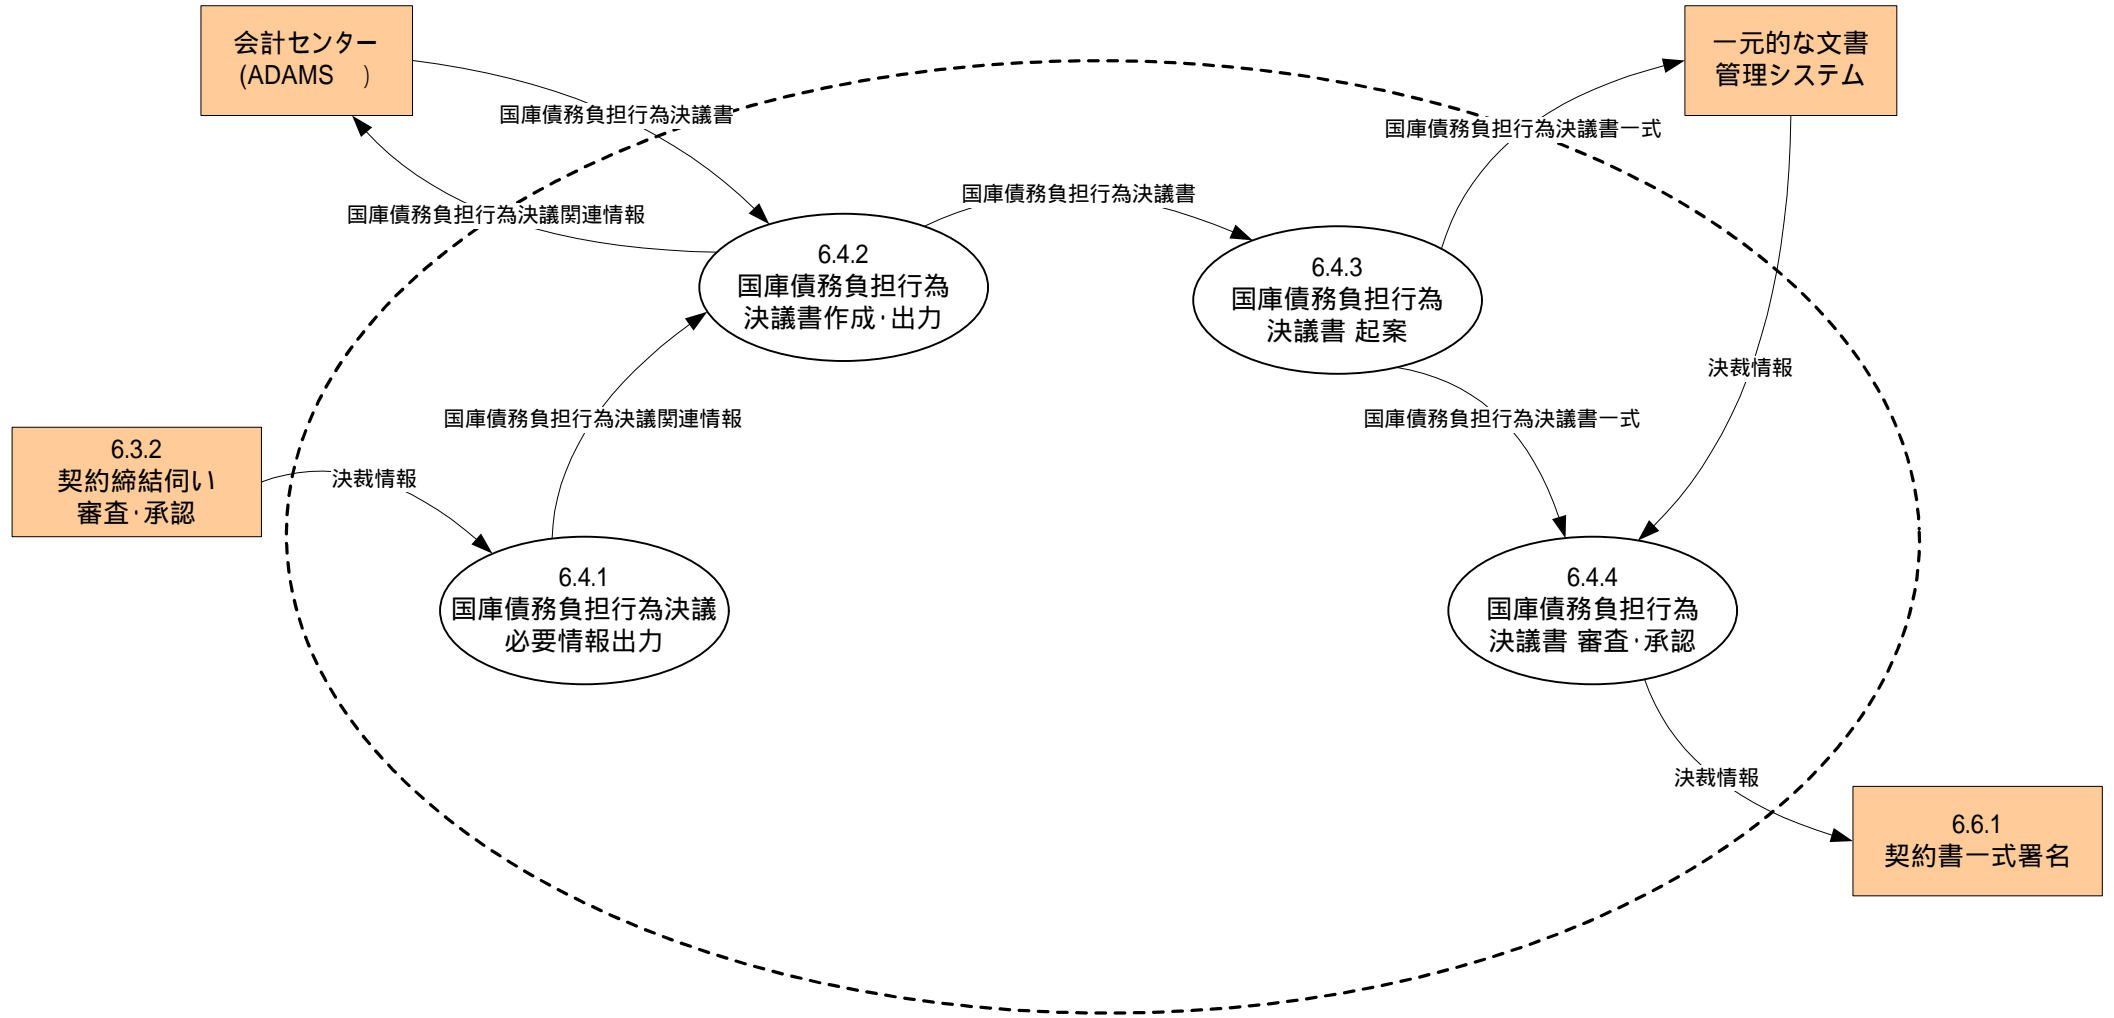 会計センター
(ADAMS　)
一元的な文書
管理システム
国庫債務負担行為決議書
国庫債務負担行為決議書一式
国庫債務負担行為決議書
国庫債務負担行為決議関連情報
6.4.2
国庫債務負担行為
決議書作成･出力
6.4.3
国庫債務負担行為
決議書 起案
決裁情報
国庫債務負担行為決議関連情報
国庫債務負担行為決議書一式
6.3.2
契約締結伺い
審査･承認
決裁情報
6.4.1
国庫債務負担行為決議
必要情報出力
6.4.4
国庫債務負担行為
決議書 審査･承認
決裁情報
6.6.1
契約書一式署名